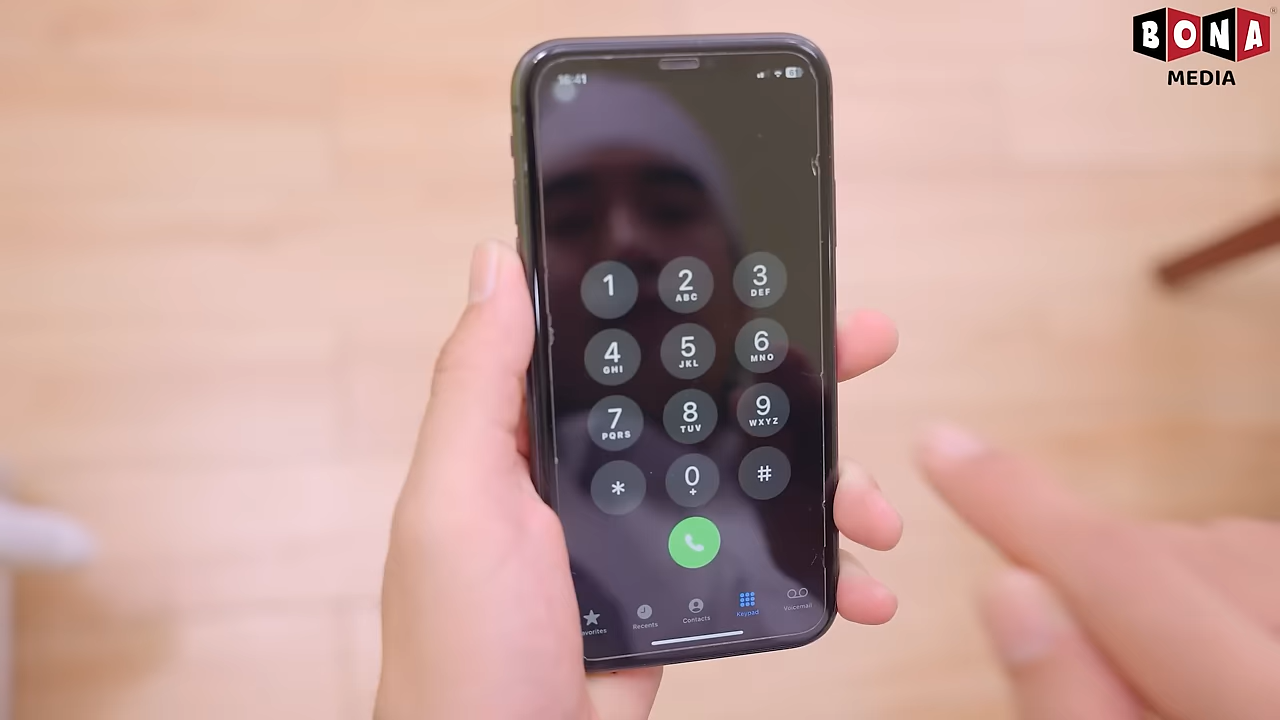 BONA
MEDIA
61
1
2
ABC
3
DEF
4
GHI
5
JKL
6
MNO
7
PQRS
8
TUV
9
WXYZ
*
0
+
#
Recents
Contacts
Keypad
Voicemail